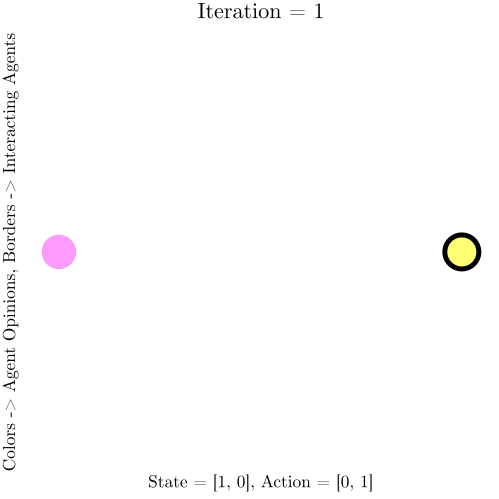 Iteration = 1
Colors -> Agent Opinions, Borders -> Interacting Agents
State = [1, 0], Action = [0, 1]